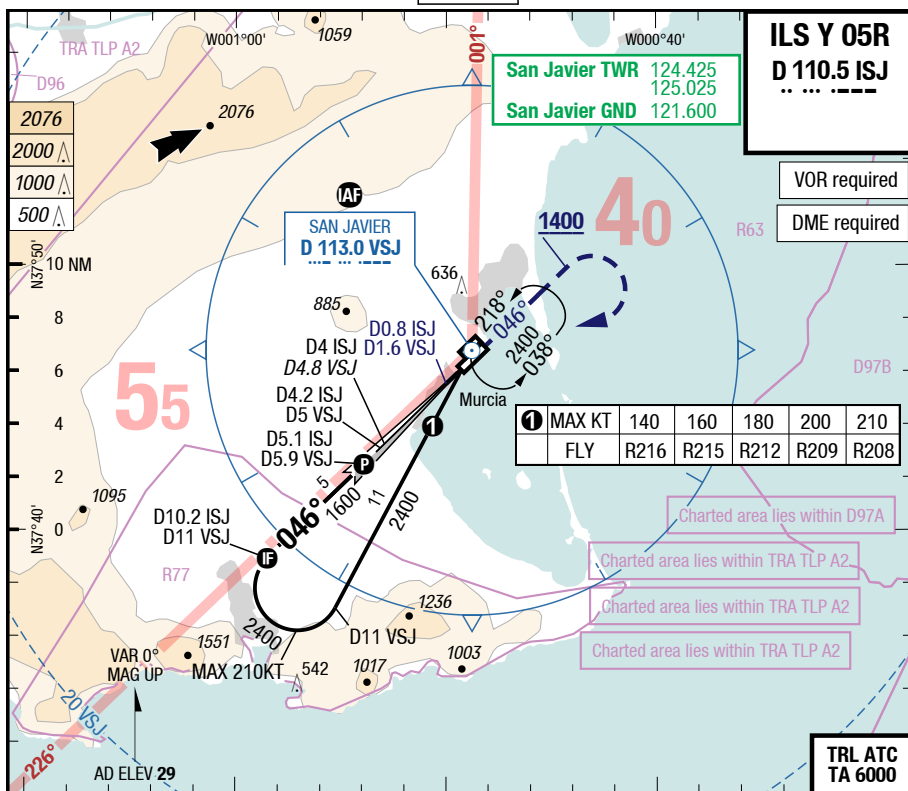 ILS Y 05R
D 110.5 ISJ
VOR required
DME required
San Javier TWR 124.425
125.025
San Javier GND 121.600
TRA TLP A2
W001°00'
1059
001°
W000°40'
D96
2076
2000
1000
500
2076
IAF
SAN JAVIER
D 113.0 VSJ
40
1400
R63
N37°50'
10 NM
636
885
D0.8 ISJ
D1.6 VSJ
218°
046°
2400
038°
D4 ISJ
D4.8 VSJ
8
6
4
2
0
55
D4.2 ISJ
D5 VSJ
Murcia
D97B
D5.1 ISJ
D5.9 VSJ
1
P
1 MAX KT 140 160 180 200 210
FLY R216 R215 R212 R209 R208
5
1600
11
2400
1095
N37°40'
046°
D10.2 ISJ
D11 VSJ
IF
R77
Charted area lies within D97A
Charted area lies within TRA TLP A2
Charted area lies within TRA TLP A2
Charted area lies within TRA TLP A2
2400
1236
D11 VSJ
1551
MAX 210KT
542
1017
1003
VAR 0°
MAG UP
20 VSJ
226°
AD ELEV 29
TRL ATC
TA 6000